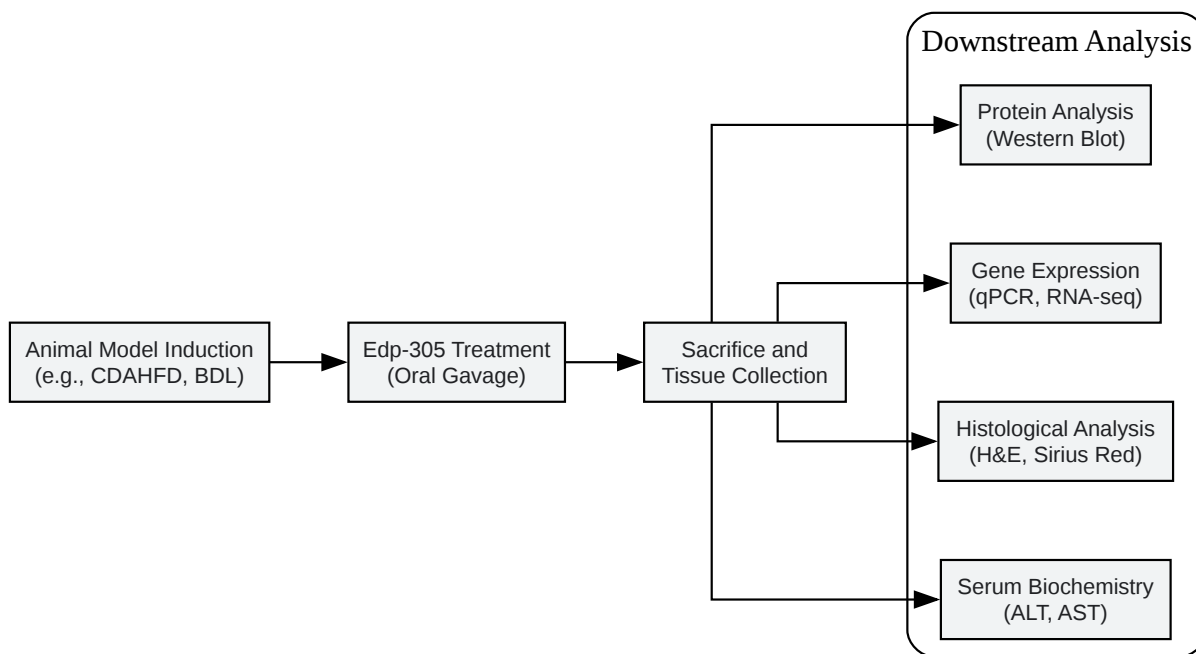 Downstream Analysis
Protein Analysis
(Western Blot)
Gene Expression
(qPCR, RNA-seq)
Animal Model Induction
(e.g., CDAHFD, BDL)
Edp-305 Treatment
(Oral Gavage)
Sacrifice and
Tissue Collection
Histological Analysis
(H&E, Sirius Red)
Serum Biochemistry
(ALT, AST)